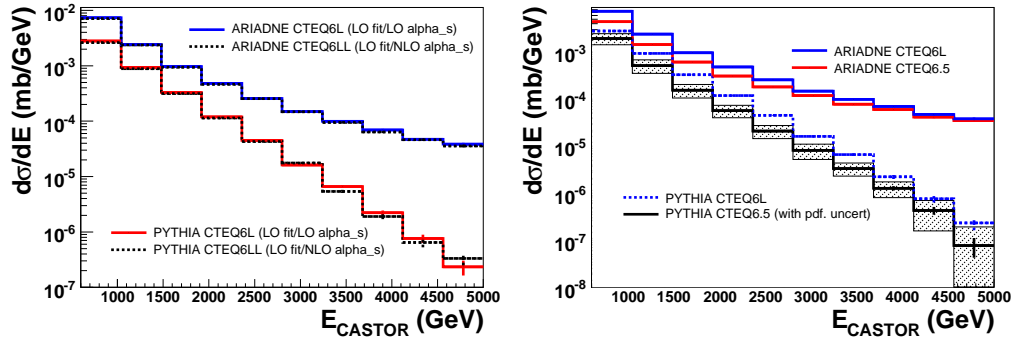 dσ/dE (mb/GeV)
10-2
10-3
10-4
10-5
10-6
10-7
ARIADNE CTEQ6L (LO fit/LO alpha_s)
ARIADNE CTEQ6LL (LO fit/NLO alpha_s)
PYTHIA CTEQ6L (LO fit/LO alpha_s)
PYTHIA CTEQ6LL (LO fit/NLO alpha_s)
1000 1500 2000 2500 3000 3500 4000 4500 5000
ECASTOR (GeV)
dσ/dE (mb/GeV)
10-3
10-4
10-5
10-6
10-7
10-8
ARIADNE CTEQ6L
ARIADNE CTEQ6.5
PYTHIA CTEQ6L
PYTHIA CTEQ6.5 (with pdf. uncert)
1000 1500 2000 2500 3000 3500 4000 4500 5000
ECASTOR (GeV)